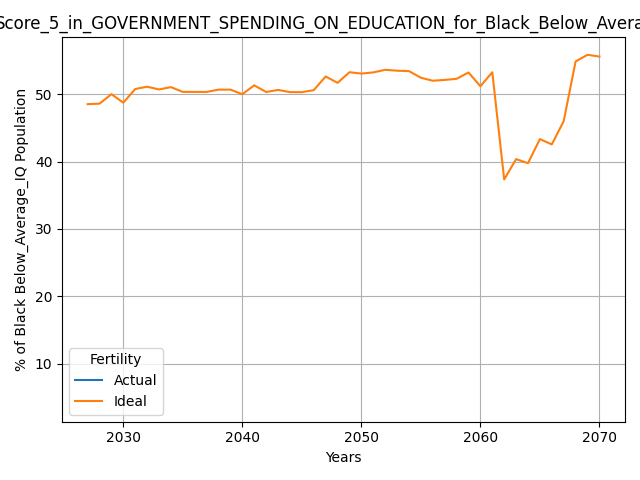 Score_5_in_GOVERNMENT_SPENDING_ON_EDUCATION_for_Black_Below_Avera
% of Black Below_Average_IQ Population
50
40
30
20
10
Fertility
Actual
Ideal
2030 2040 2050 2060 2070
Years